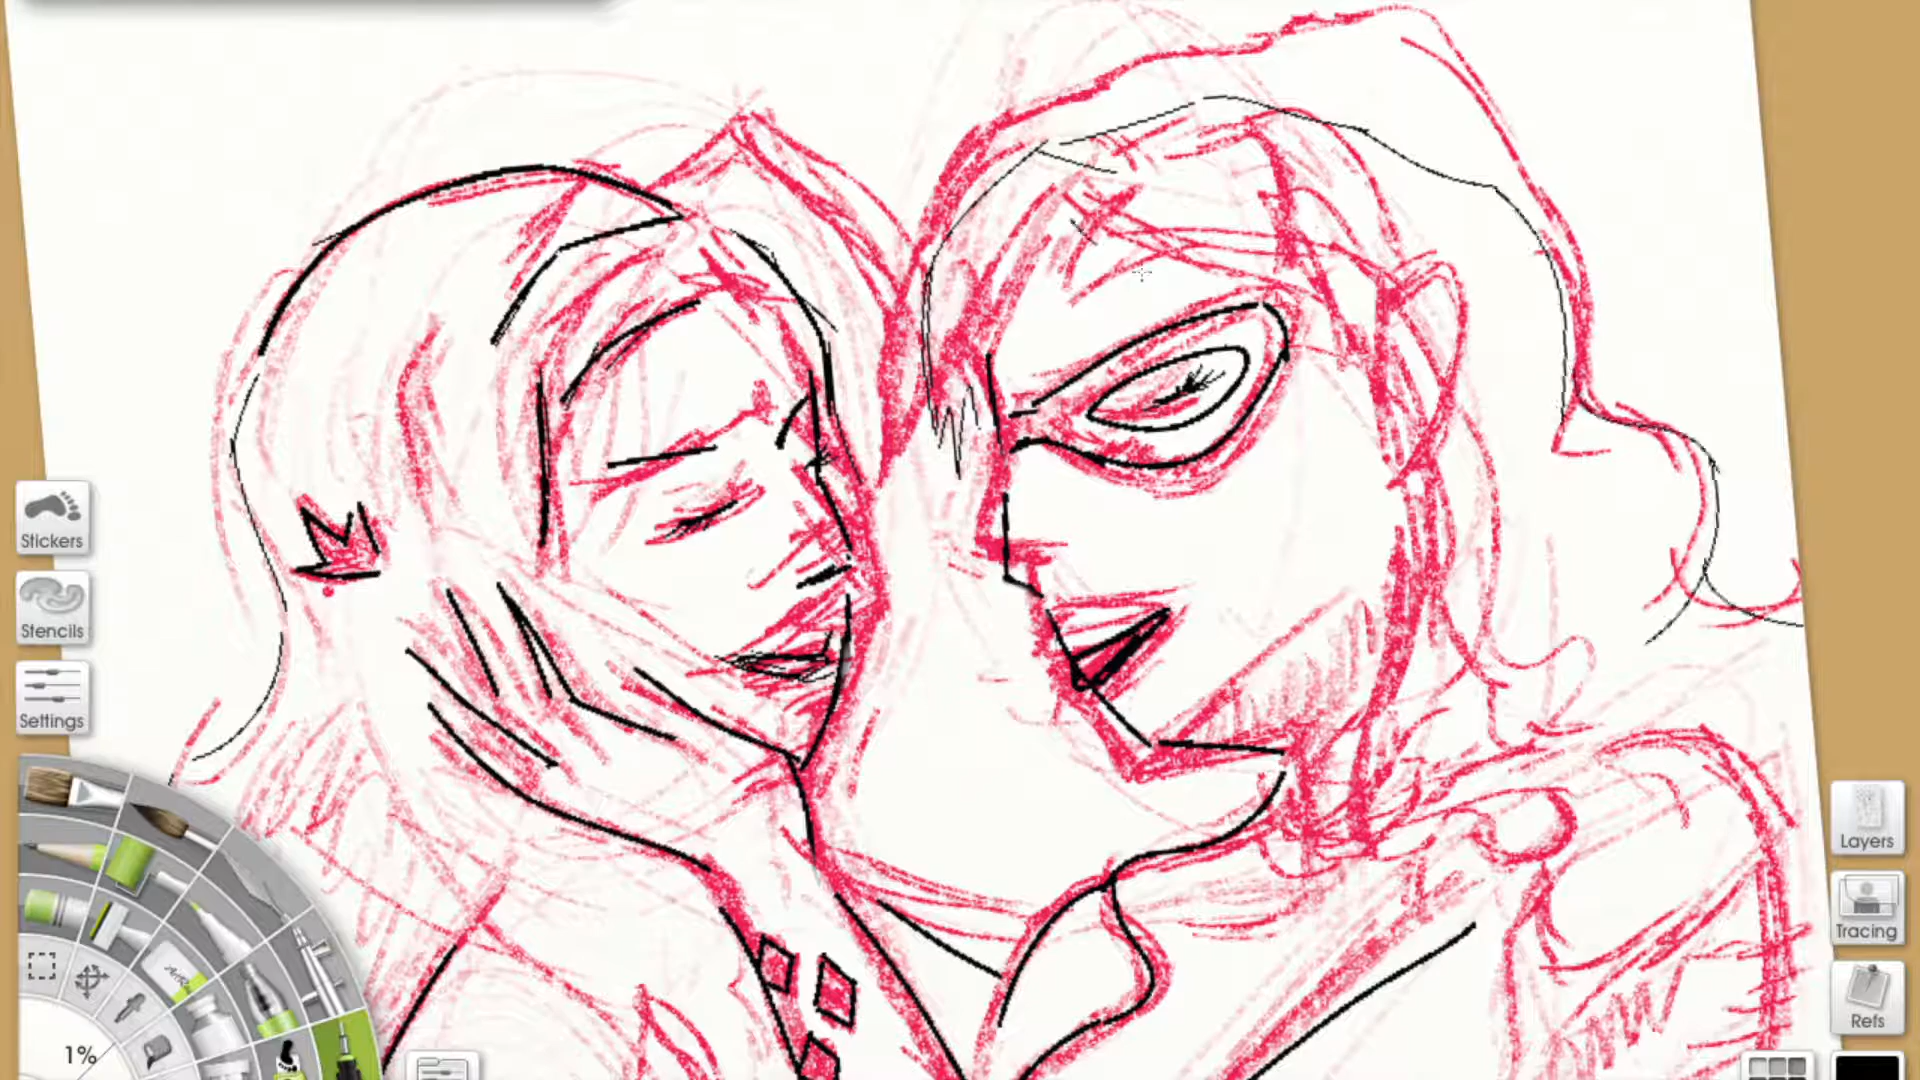 Stickers
Stencils
Settings
1%
Layers
Tracing
Refs